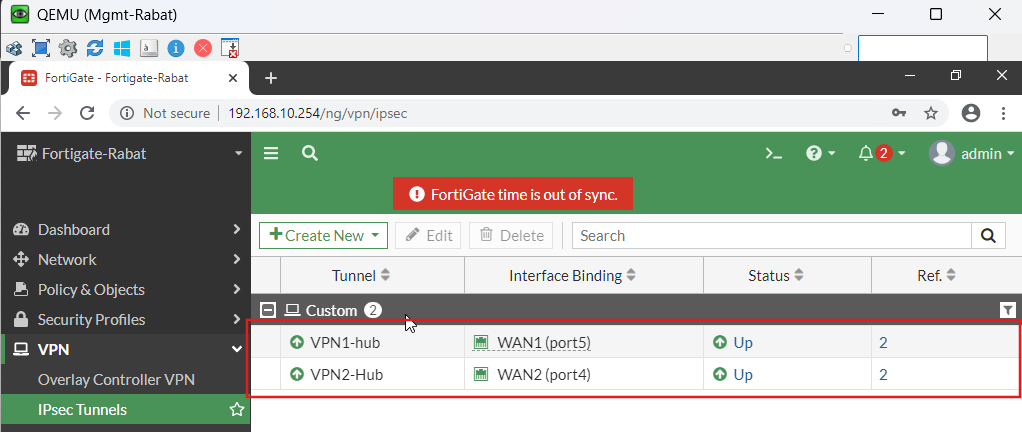 QEMU (Mgmt-Rabat)
FortiGate - Fortigate-Rabat
Not secure | 192.168.10.254/ng/vpn/ipsec
Fortigate-Rabat
>_
?
2
admin
FortiGate time is out of sync.
Dashboard
Network
Policy & Objects
Security Profiles
VPN
Overlay Controller VPN
IPsec Tunnels
+Create New
Edit
Delete
Search
Tunnel Interface Binding Status Ref.
Custom 2
VPN1-hub WAN1 (port5) Up 2
VPN2-Hub WAN2 (port4) Up 2